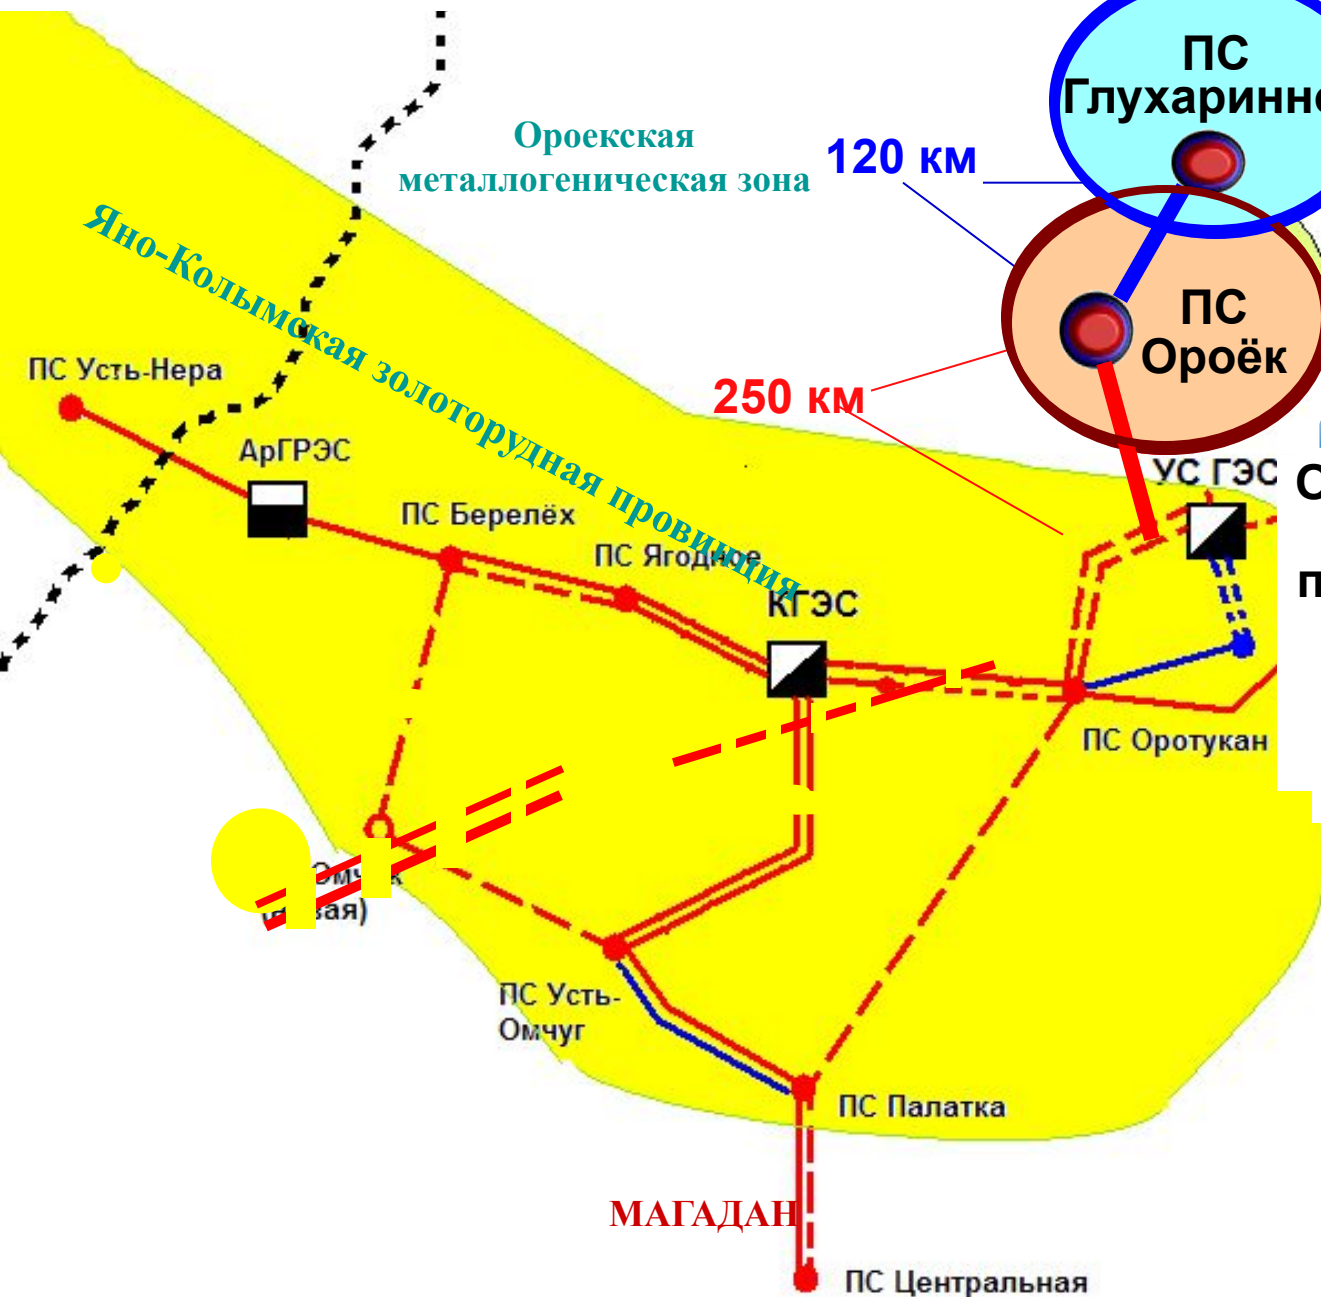 ПС
Глухаринн
Ороекская
металлогеническая зона
120 км
Яно-Колымская золоторудная провинция
ПС
Ороёк
ПС Усть-Нера
250 км
АрГРЭС
УС ГЭС
ПС Берелёх
ПС Ягодное
КГЭС
ПС Оротукан
ПС Усть-
Омчуг
ПС Палатка
МАГАДАН
ПС Центральная